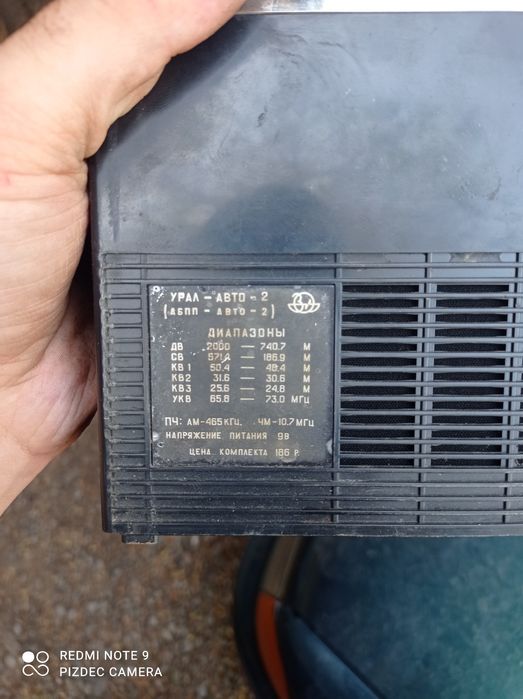 УРАЛ - АВТО - 2
(АБПП - АВТО - 2)
ДИАПАЗОНЫ
ДВ 2000 — 740.7 М
СВ 571.4 — 186.9 М
КВ 1 50.4 — 48.4 М
КВ2 31.6 — 30.6 М
КВ3 25.6 — 24.8 М
УКВ 65.8 — 73.0 МГц
ПЧ: АМ-465 КГц, ЧМ-10.7 МГц
НАПРЯЖЕНИЕ ПИТАНИЯ 9В
ЦЕНА КОМПЛЕКТА 186 Р.
REDMI NOTE 9
PIZDEC CAMERA